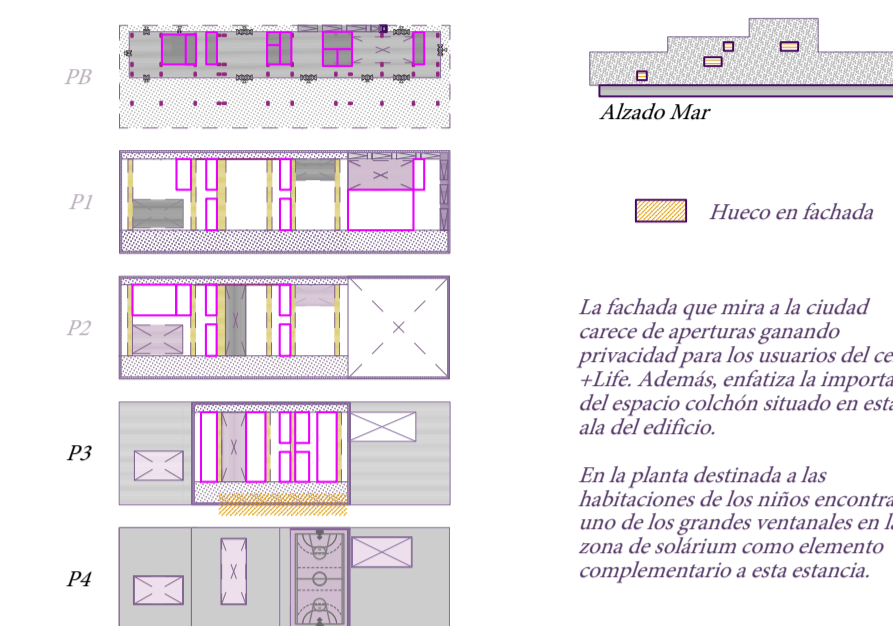 PB
P1
P2
P3
P4
Alzado Mar
Hueco en fachada
La fachada que mira a la ciudad
carece de aperturas ganando
privacidad para los usuarios del
+Life. Además, enfatiza la
del espacio colchón situado en
ala del edificio.
En la planta destinada a las
habitaciones de los niños
uno de los grandes ventanales en
zona de solárium como elemento
complementario a esta estancia.